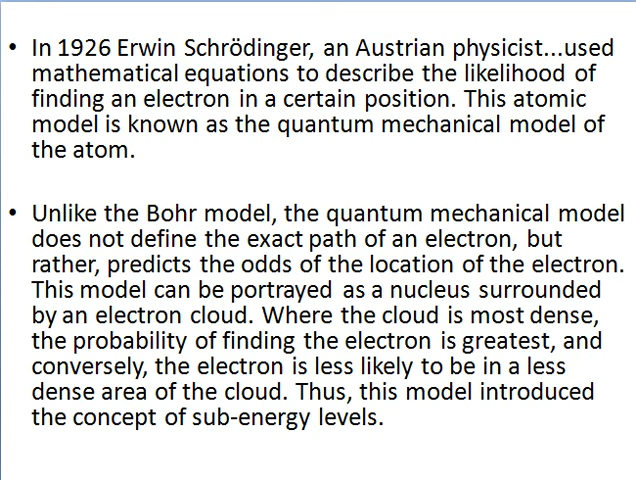 • In 1926 Erwin Schrödinger, an Austrian physicist...used
mathematical equations to describe the likelihood of
finding an electron in a certain position. This atomic
model is known as the quantum mechanical model of
the atom.
• Unlike the Bohr model, the quantum mechanical model
does not define the exact path of an electron, but
rather, predicts the odds of the location of the electron.
This model can be portrayed as a nucleus surrounded
by an electron cloud. Where the cloud is most dense,
the probability of finding the electron is greatest, and
conversely, the electron is less likely to be in a less
dense area of the cloud. Thus, this model introduced
the concept of sub-energy levels.